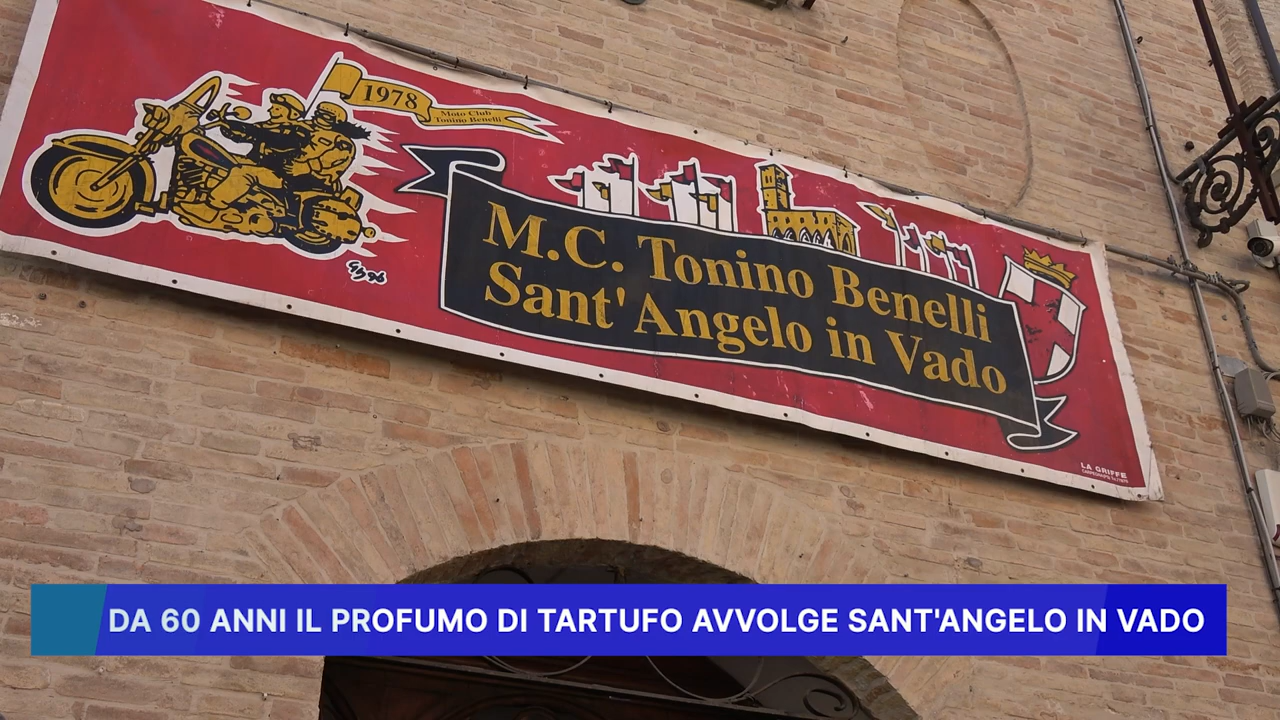 1978
Moto Club
Tonino Benelli
M.C. Tonino Benelli
Sant'Angelo in Vado
LA GRIFFE
DA 60 ANNI IL PROFUMO DI TARTUFO AVVOLGE SANT'ANGELO IN VADO